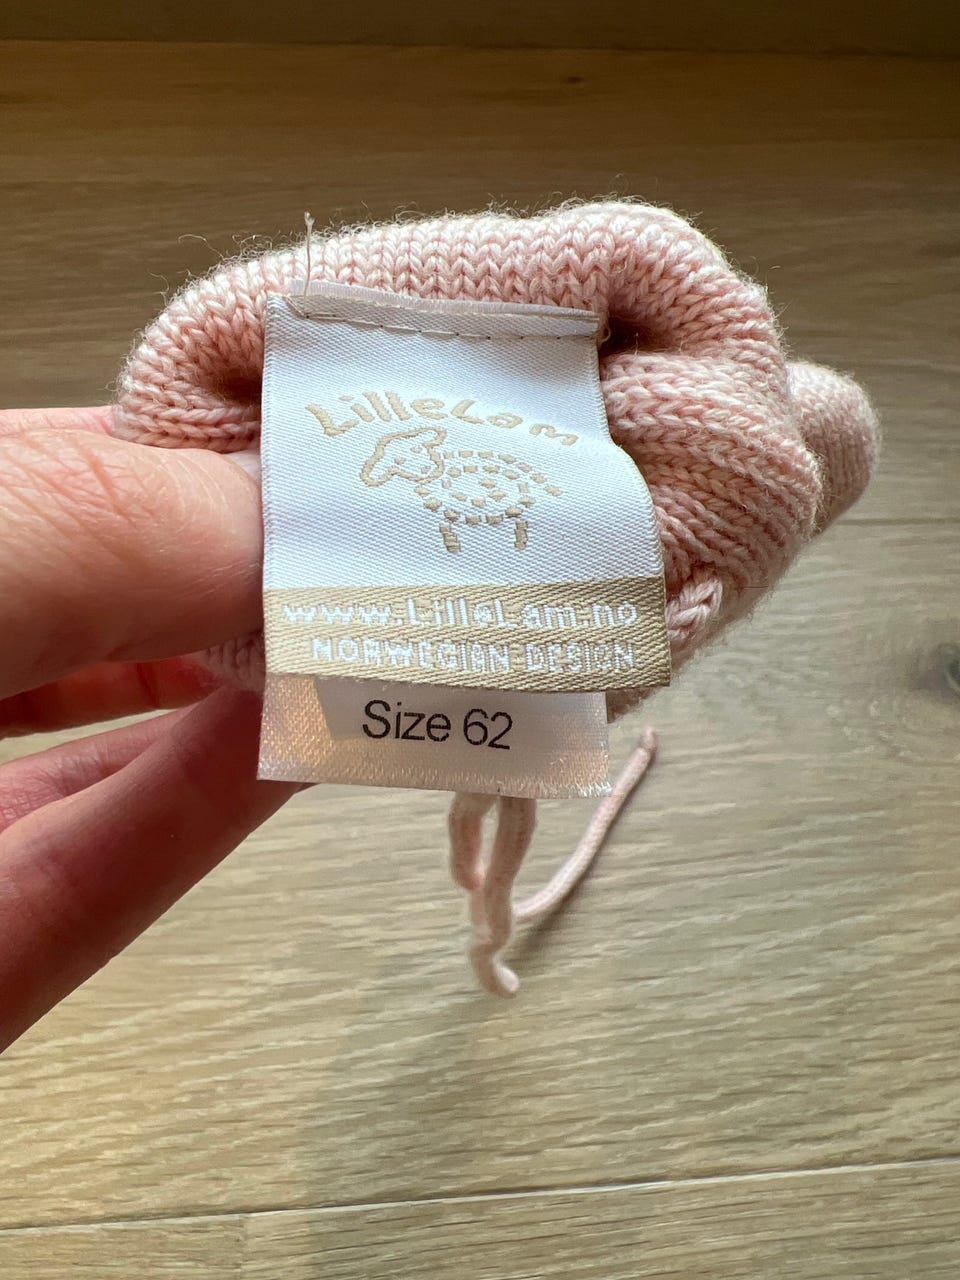 LilleLam
www.LilleLam.no
NORWEGIAN DESIGN
Size 62